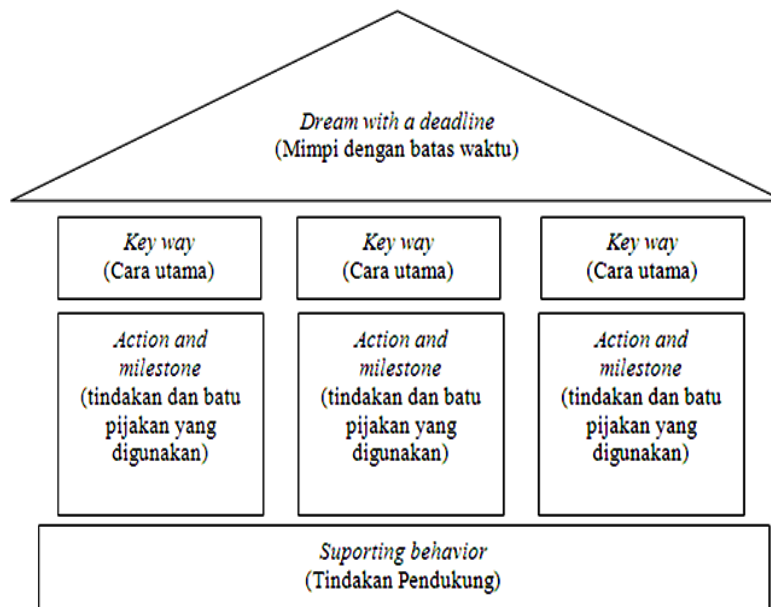 Dream with a deadline
(Mimpi dengan batas waktu)
Key way
(Cara utama)
Key way
(Cara utama)
Key way
(Cara utama)
Action and
milestone
(tindakan dan batu
pijakan yang
digunakan)
Action and
milestone
(tindakan dan batu
pijakan yang
digunakan)
Action and
milestone
(tindakan dan batu
pijakan yang
digunakan)
Suporting behavior
(Tindakan Pendukung)